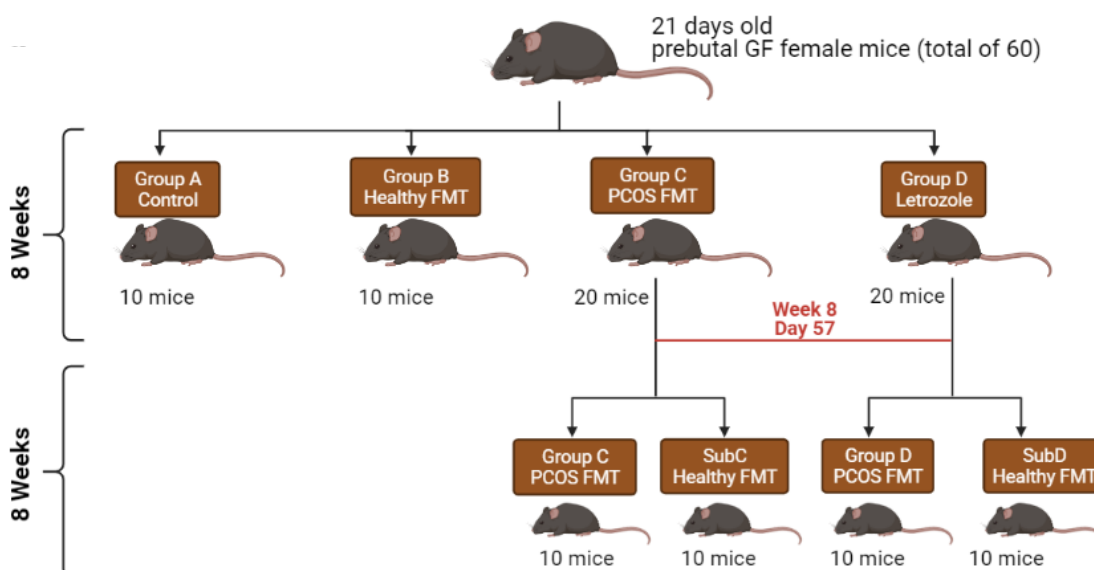 21 days old
prebutal GF female mice (total of 60)
8 Weeks
Group A
Control
Group B
Healthy FMT
Group C
PCOS FMT
Group D
Letrozole
10 mice
10 mice
20 mice
20 mice
Week 8
Day 57
8 Weeks
Group C
PCOS FMT
SubC
Healthy FMT
Group D
PCOS FMT
SubD
Healthy FMT
10 mice
10 mice
10 mice
10 mice